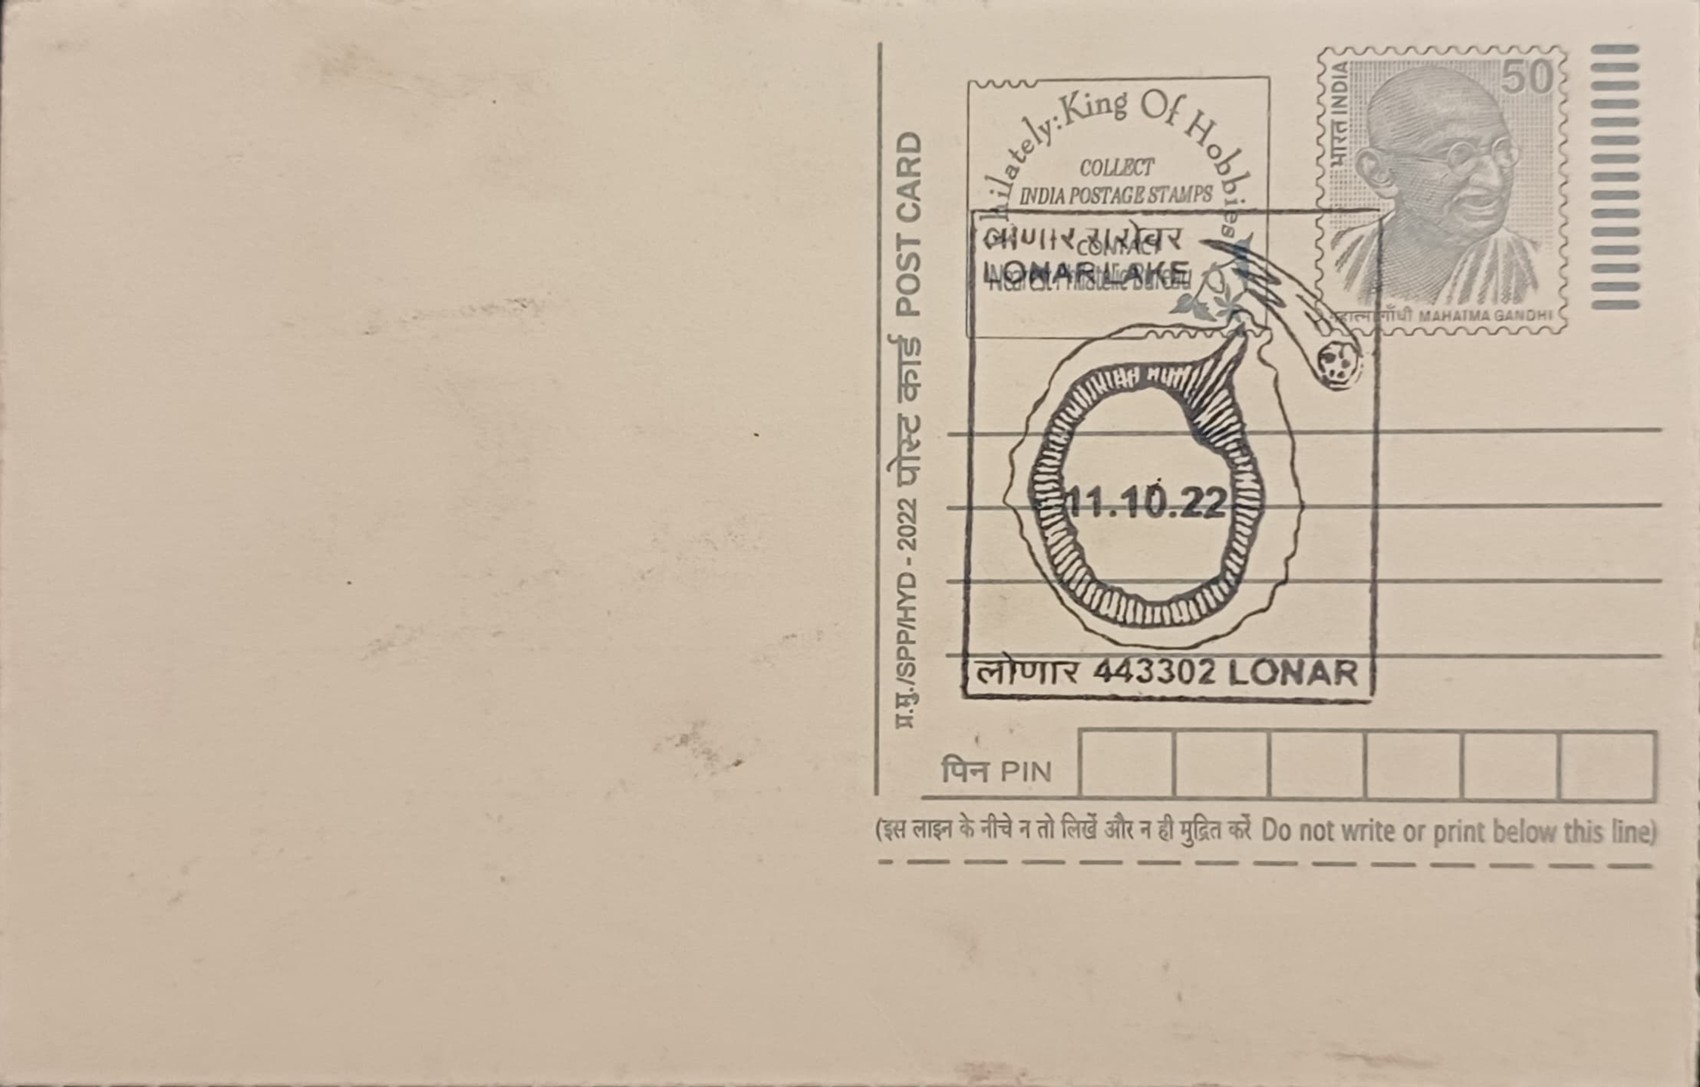 hilately:King Of Hobbies
COLLECT
INDIA POSTAGE STAMPS
CONTACT
Nearest Philatelic Bureau
लोणार सरोवर
LONAR LAKE
भारत INDIA
50
महात्मा गाँधी MAHATMA GANDHI
प्र.मु./SPP/HYD - 2022 पोस्ट कार्ड POST CARD
11.10.22
लोणार 443302 LONAR
पिन PIN
(इस लाइन के नीचे न तो लिखें और न ही मुद्रित करें Do not write or print below this line)